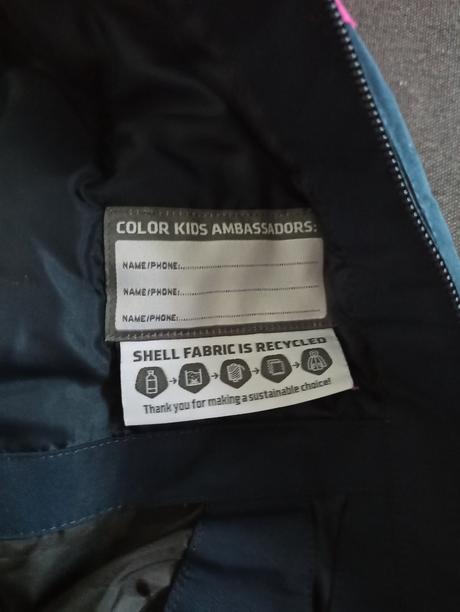 COLOR KIDS AMBASSADORS:
NAME/PHONE:
NAME/PHONE:
NAME/PHONE:
SHELL FABRIC IS RECYCLED
Thank you for making a sustainable choice!